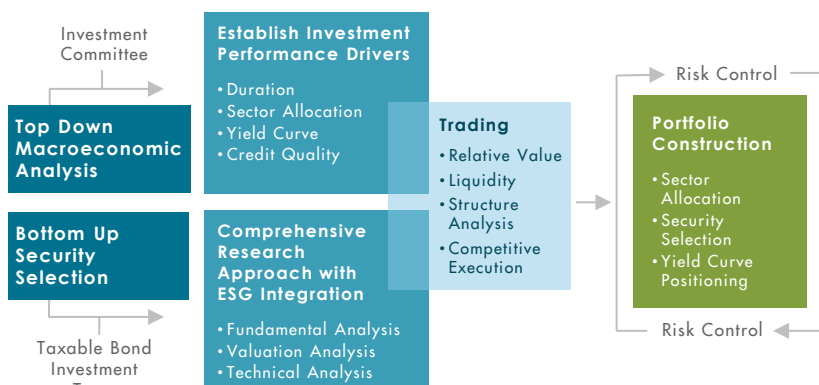 Investment
Committee
Top Down
Macroeconomic
Analysis
Bottom Up
Security
Selection
Taxable Bond
Investment
Establish Investment
Performance Drivers
• Duration
• Sector Allocation
• Yield Curve
• Credit Quality
Comprehensive
Research
Approach with
ESG Integration
• Fundamental Analysis
• Valuation Analysis
• Technical Analysis
Trading
• Relative Value
• Liquidity
• Structure
Analysis
• Competitive
Execution
Risk Control
Portfolio
Construction
• Sector
Allocation
• Security
Selection
• Yield Curve
Positioning
Risk Control